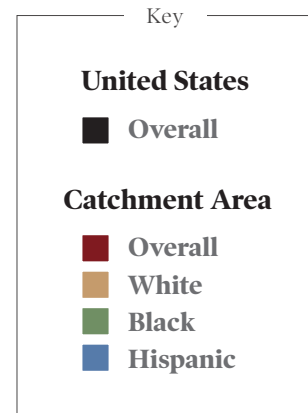 Key
United States
Overall
Catchment Area
Overall
White
Black
Hispanic